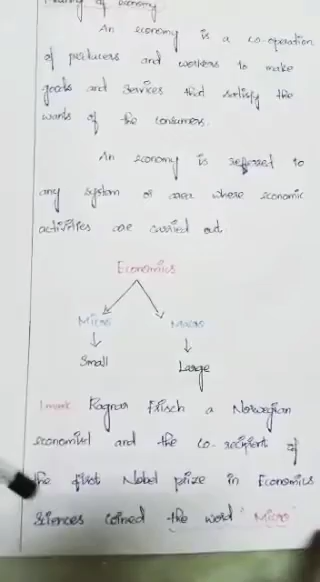 Meaning of economy
An economy is a co-operation
of producers and workers to make
goods and services that satisfy the
wants of the consumers.
An economy is referred to
any system or area where economic
activities are carried out
Economics
Micro Macro
Small Large
1 mark Ragnar Frisch a Norwegian
economist and the co-recipient of
the first Nobel prize in Economics
Sciences coined the word "Micro"